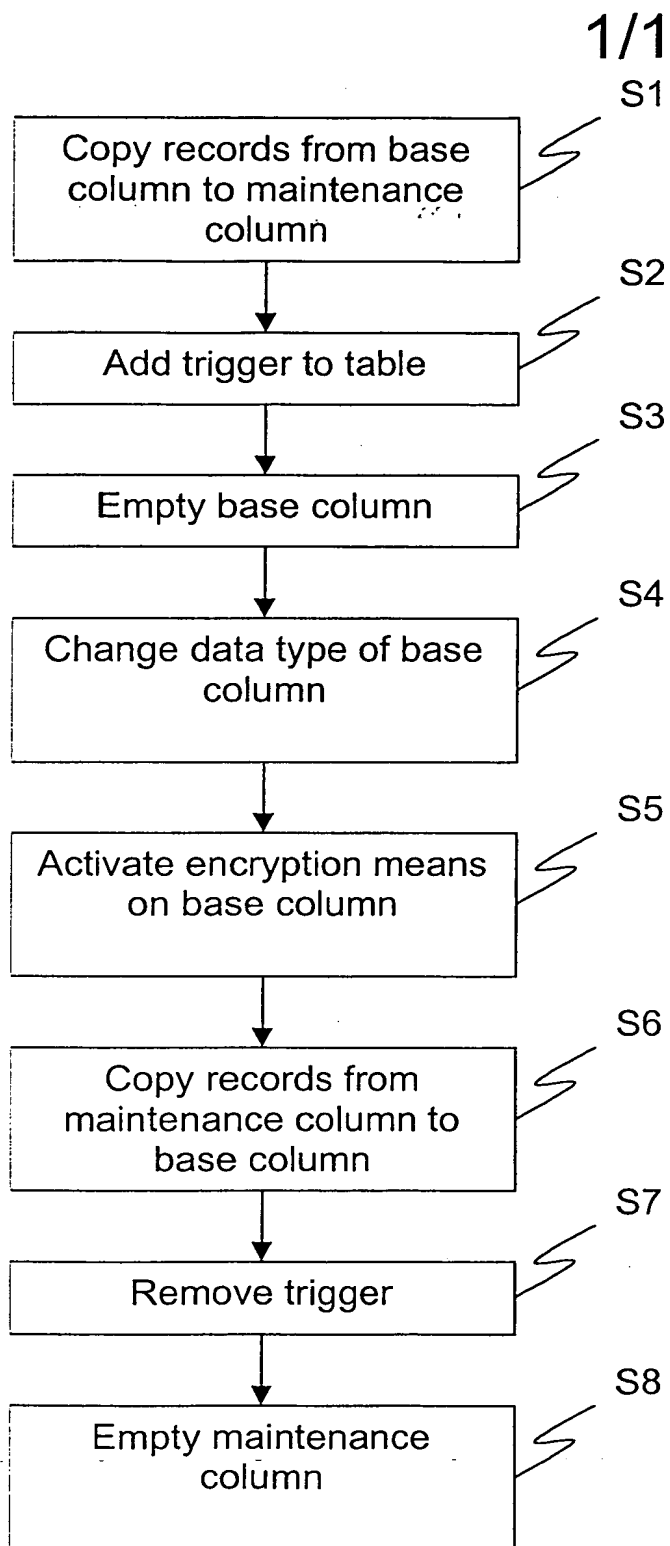 1/1
S1
Copy records from base
column to maintenance
column
S2
Add trigger to table
S3
Empty base column
S4
Change data type of base
column
S5
Activate encryption means
on base column
S6
Copy records from
maintenance column to
base column
S7
Remove trigger
S8
Empty maintenance
column